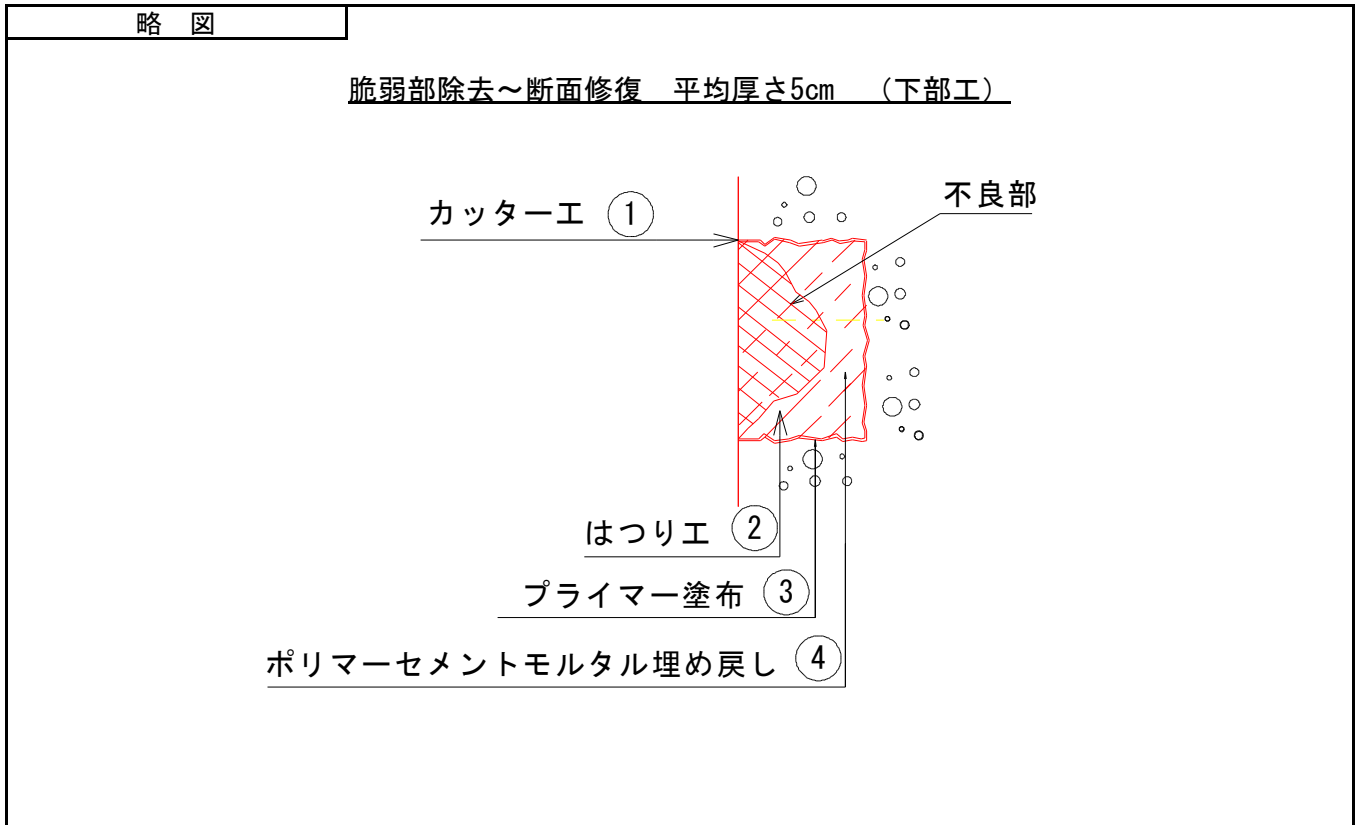 略 図
脆弱部除去～断面修復 平均厚さ5cm （下部工）
カッター工 ①
不良部
はつり工 ②
プライマー塗布 ③
ポリマーセメントモルタル埋め戻し ④